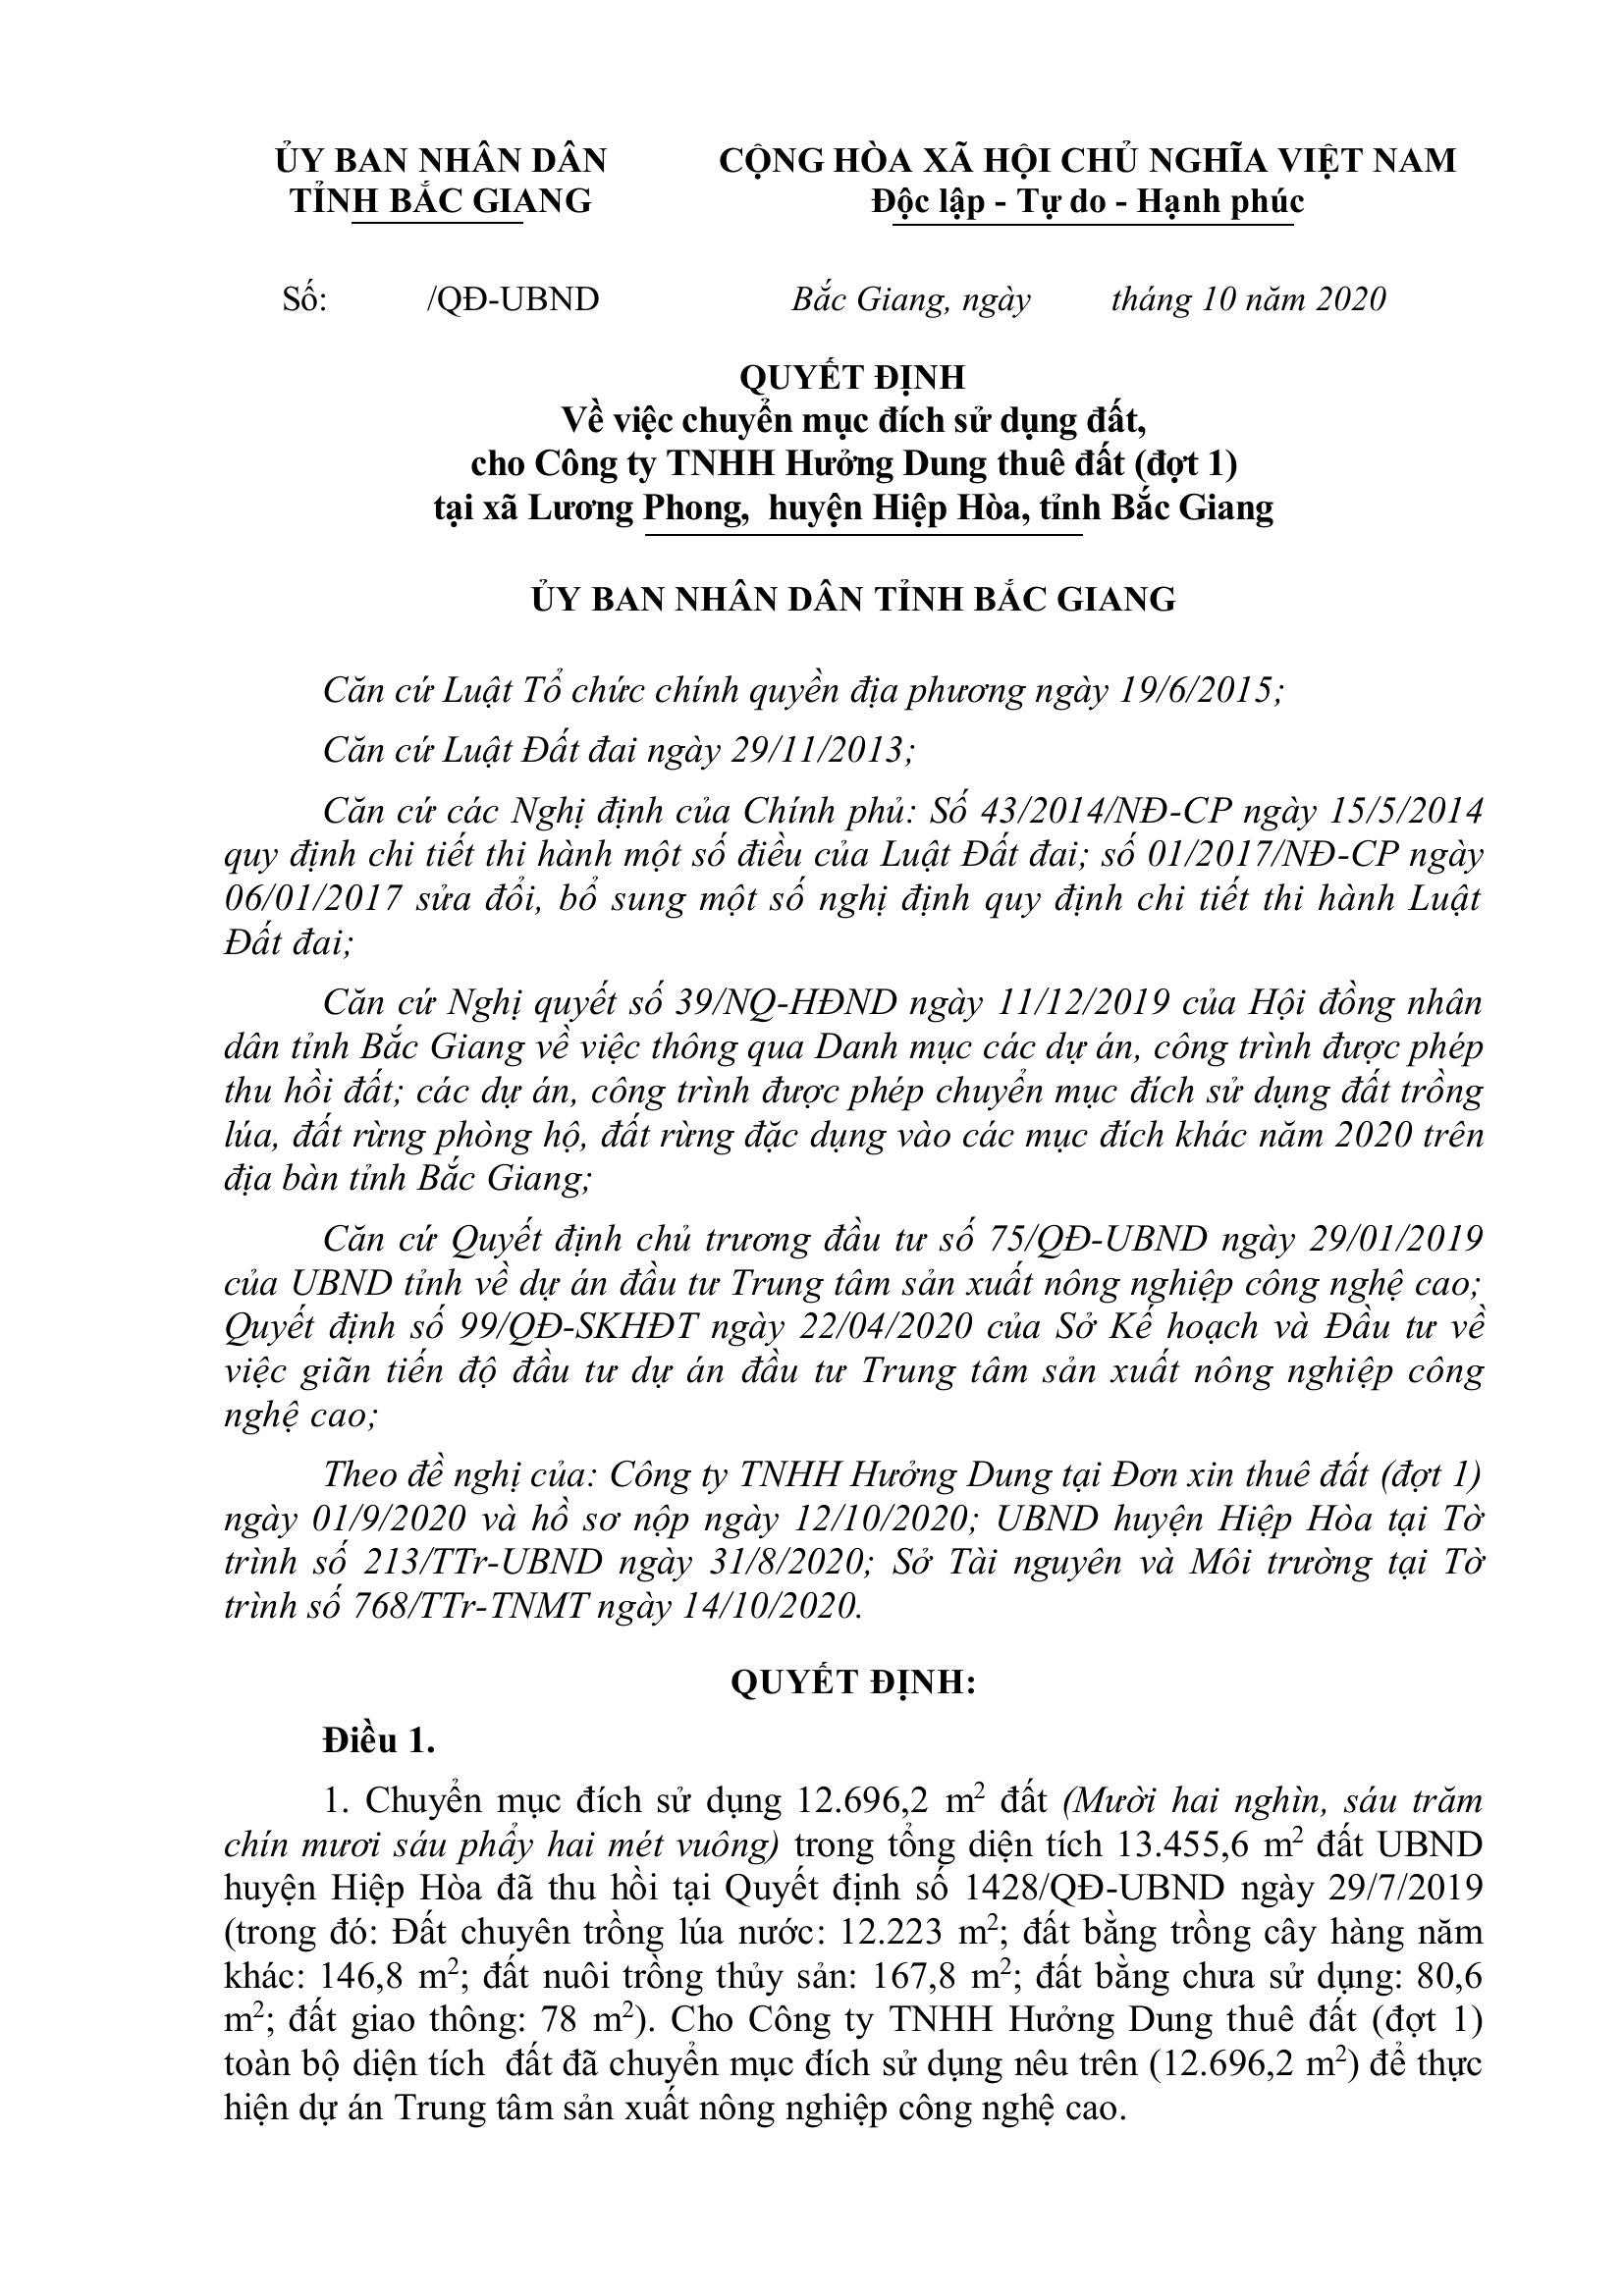 ỦY BAN NHÂN DÂN
TỈNH BẮC GIANG
CỘNG HÒA XÃ HỘI CHỦ NGHĨA VIỆT NAM
Độc lập - Tự do - Hạnh phúc
Số: /QĐ-UBND
Bắc Giang, ngày tháng 10 năm 2020
QUYẾT ĐỊNH
Về việc chuyển mục đích sử dụng đất,
cho Công ty TNHH Hưởng Dung thuê đất (đợt 1)
tại xã Lương Phong, huyện Hiệp Hòa, tỉnh Bắc Giang
ỦY BAN NHÂN DÂN TỈNH BẮC GIANG
Căn cứ Luật Tổ chức chính quyền địa phương ngày 19/6/2015;
Căn cứ Luật Đất đai ngày 29/11/2013;
Căn cứ các Nghị định của Chính phủ: Số 43/2014/NĐ-CP ngày 15/5/2014
quy định chi tiết thi hành một số điều của Luật Đất đai; số 01/2017/NĐ-CP ngày
06/01/2017 sửa đổi, bổ sung một số nghị định quy định chi tiết thi hành Luật
Đất đai;
Căn cứ Nghị quyết số 39/NQ-HĐND ngày 11/12/2019 của Hội đồng nhân
dân tỉnh Bắc Giang về việc thông qua Danh mục các dự án, công trình được phép
thu hồi đất; các dự án, công trình được phép chuyển mục đích sử dụng đất trồng
lúa, đất rừng phòng hộ, đất rừng đặc dụng vào các mục đích khác năm 2020 trên
địa bàn tỉnh Bắc Giang;
Căn cứ Quyết định chủ trương đầu tư số 75/QĐ-UBND ngày 29/01/2019
của UBND tỉnh về dự án đầu tư Trung tâm sản xuất nông nghiệp công nghệ cao;
Quyết định số 99/QĐ-SKHĐT ngày 22/04/2020 của Sở Kế hoạch và Đầu tư về
việc giãn tiến độ đầu tư dự án đầu tư Trung tâm sản xuất nông nghiệp công
nghệ cao;
Theo đề nghị của: Công ty TNHH Hưởng Dung tại Đơn xin thuê đất (đợt 1)
ngày 01/9/2020 và hồ sơ nộp ngày 12/10/2020; UBND huyện Hiệp Hòa tại Tờ
trình số 213/TTr-UBND ngày 31/8/2020; Sở Tài nguyên và Môi trường tại Tờ
trình số 768/TTr-TNMT ngày 14/10/2020.
QUYẾT ĐỊNH:
Điều 1.
1. Chuyển mục đích sử dụng 12.696,2 m² đất (Mười hai nghìn, sáu trăm
chín mươi sáu phẩy hai mét vuông) trong tổng diện tích 13.455,6 m² đất UBND
huyện Hiệp Hòa đã thu hồi tại Quyết định số 1428/QĐ-UBND ngày 29/7/2019
(trong đó: Đất chuyên trồng lúa nước: 12.223 m²; đất bằng trồng cây hàng năm
khác: 146,8 m²; đất nuôi trồng thủy sản: 167,8 m²; đất bằng chưa sử dụng: 80,6
m²; đất giao thông: 78 m²). Cho Công ty TNHH Hưởng Dung thuê đất (đợt 1)
toàn bộ diện tích đất đã chuyển mục đích sử dụng nêu trên (12.696,2 m²) để thực
hiện dự án Trung tâm sản xuất nông nghiệp công nghệ cao.